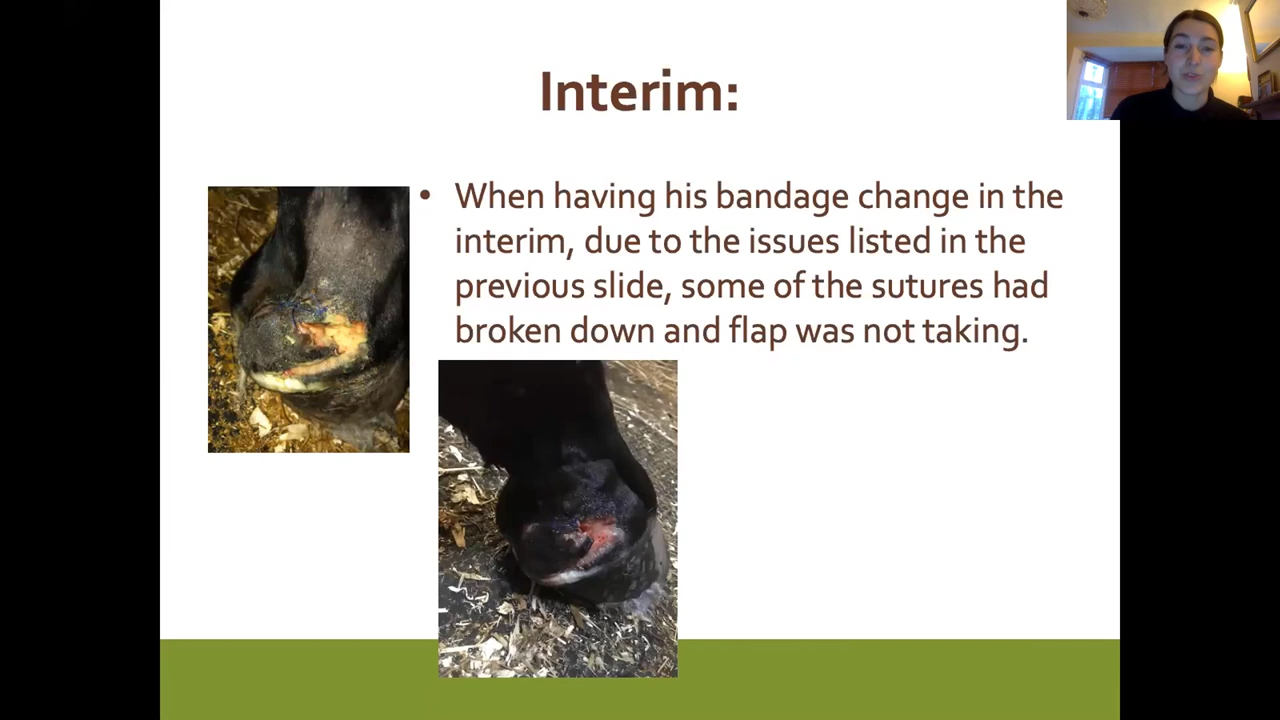 Interim:
• When having his bandage change in the
interim, due to the issues listed in the
previous slide, some of the sutures had
broken down and flap was not taking.